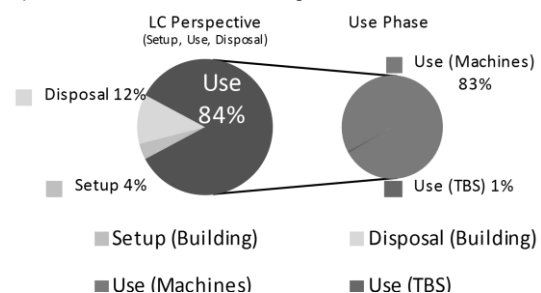 LC Perspective
(Setup, Use, Disposal)
Use Phase
Use
84%
Use (Machines)
83%
Disposal 12%
Setup 4%
Use (TBS) 1%
Setup (Building)
Disposal (Building)
Use (Machines)
Use (TBS)